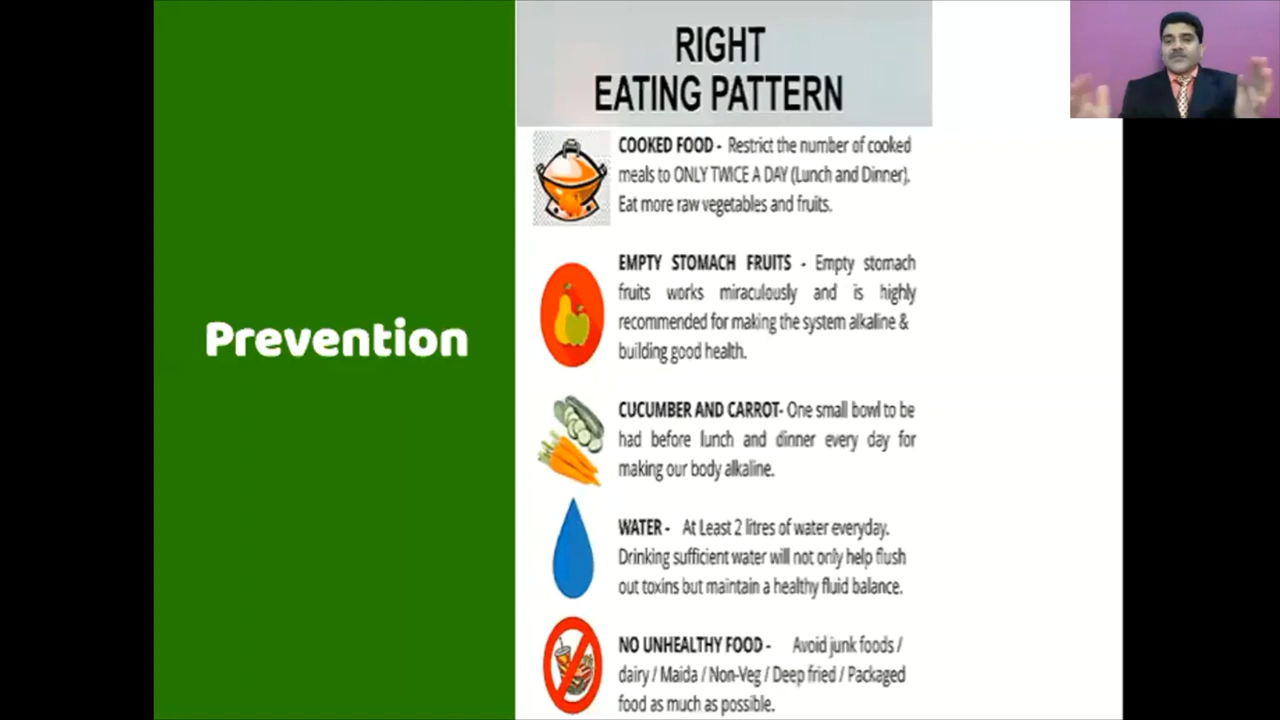 Prevention
RIGHT
EATING PATTERN
COOKED FOOD - Restrict the number of cooked
meals to ONLY TWICE A DAY (Lunch and Dinner).
Eat more raw vegetables and fruits.
EMPTY STOMACH FRUITS - Empty stomach
fruits works miraculously and is highly
recommended for making the system alkaline &
building good health.
CUCUMBER AND CARROT- One small bowl to be
had before lunch and dinner every day for
making our body alkaline.
WATER - At Least 2 litres of water everyday.
Drinking sufficient water will not only help flush
out toxins but maintain a healthy fluid balance.
NO UNHEALTHY FOOD - Avoid junk foods /
dairy / Maida / Non-Veg / Deep fried / Packaged
food as much as possible.